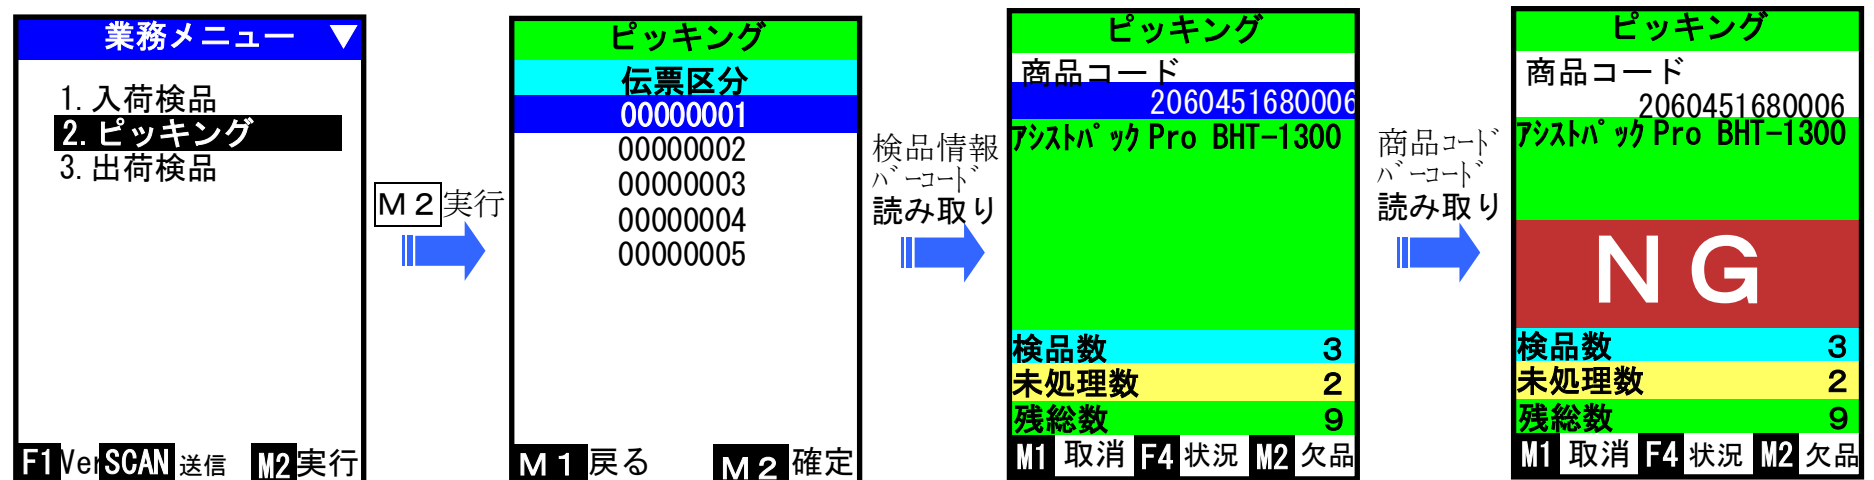 業務メニュー ▼
1. 入荷検品
2. ピッキング
3. 出荷検品
F1 Ver SCAN 送信 M2 実行
M2 実行
ピッキング
伝票区分
00000001
00000002
00000003
00000004
00000005
M1 戻る M2 確定
検品情報
ﾊﾞｰｺｰﾄﾞ
読み取り
ピッキング
商品コード
2060451680006
ｱｼｽﾄﾊﾟｯｸ Pro BHT-1300
検品数 3
未処理数 2
残総数 9
M1 取消 F4 状況 M2 欠品
商品ｺｰﾄﾞ
ﾊﾞｰｺｰﾄﾞ
読み取り
ピッキング
商品コード
2060451680006
ｱｼｽﾄﾊﾟｯｸ Pro BHT-1300
NG
検品数 3
未処理数 2
残総数 9
M1 取消 F4 状況 M2 欠品